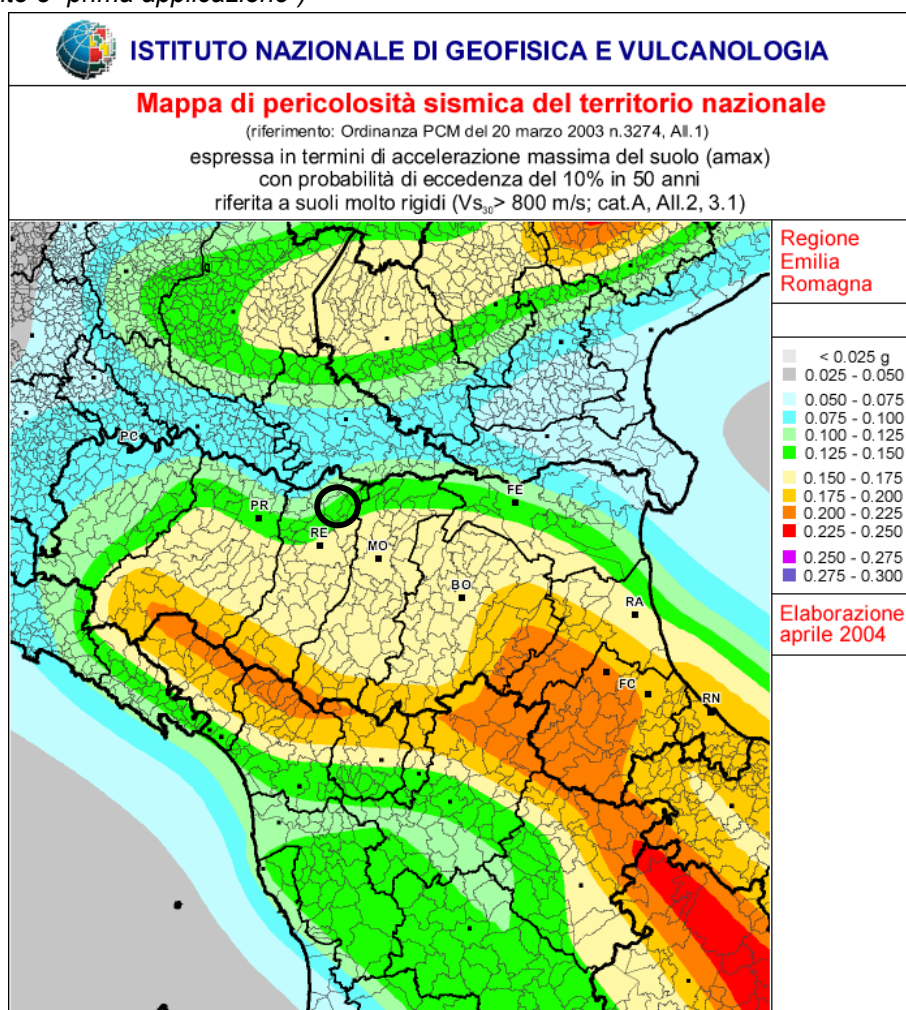 prima applicazione")
ISTITUTO NAZIONALE DI GEOFISICA E VULCANOLOGIA
Mappa di pericolosità sismica del territorio nazionale
(riferimento: Ordinanza PCM del 20 marzo 2003 n.3274, All.1)
espressa in termini di accelerazione massima del suolo (amax)
con probabilità di eccedenza del 10% in 50 anni
riferita a suoli molto rigidi (Vs30> 800 m/s; cat.A, All.2, 3.1)
Regione
Emilia
Romagna
< 0.025 g
0.025 - 0.050
0.050 - 0.075
0.075 - 0.100
0.100 - 0.125
0.125 - 0.150
0.150 - 0.175
0.175 - 0.200
0.200 - 0.225
0.225 - 0.250
0.250 - 0.275
0.275 - 0.300
Elaborazione
aprile 2004
PC
PR
FE
RE
MO
BO
RA
FC
RN